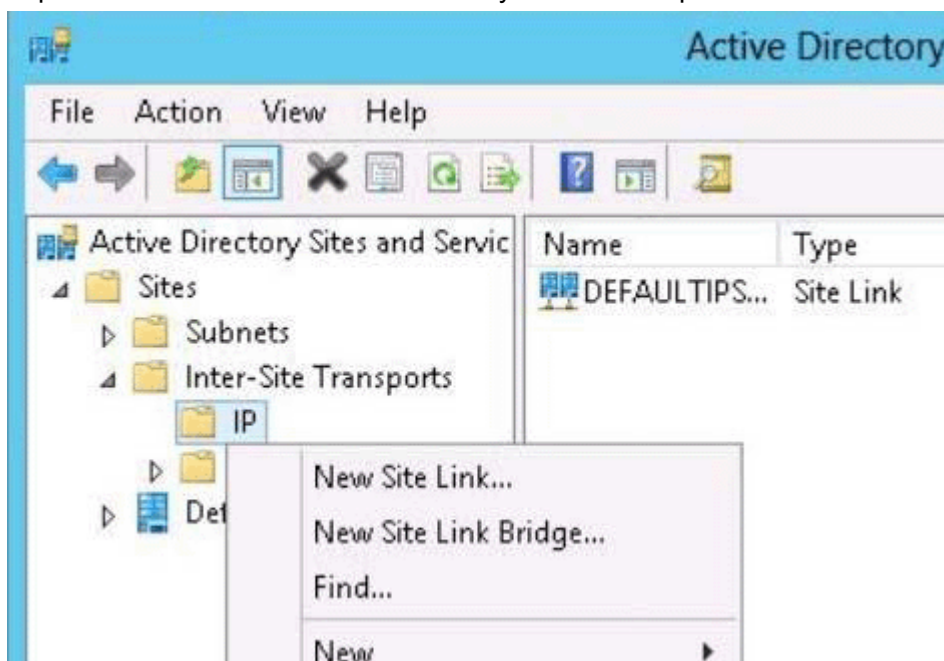 Active Directory
File Action View Help
Active Directory Sites and Servic
Name Type
Sites
DEFAULTIPS... Site Link
Subnets
Inter-Site Transports
IP
Def
New Site Link...
New Site Link Bridge...
Find...
New